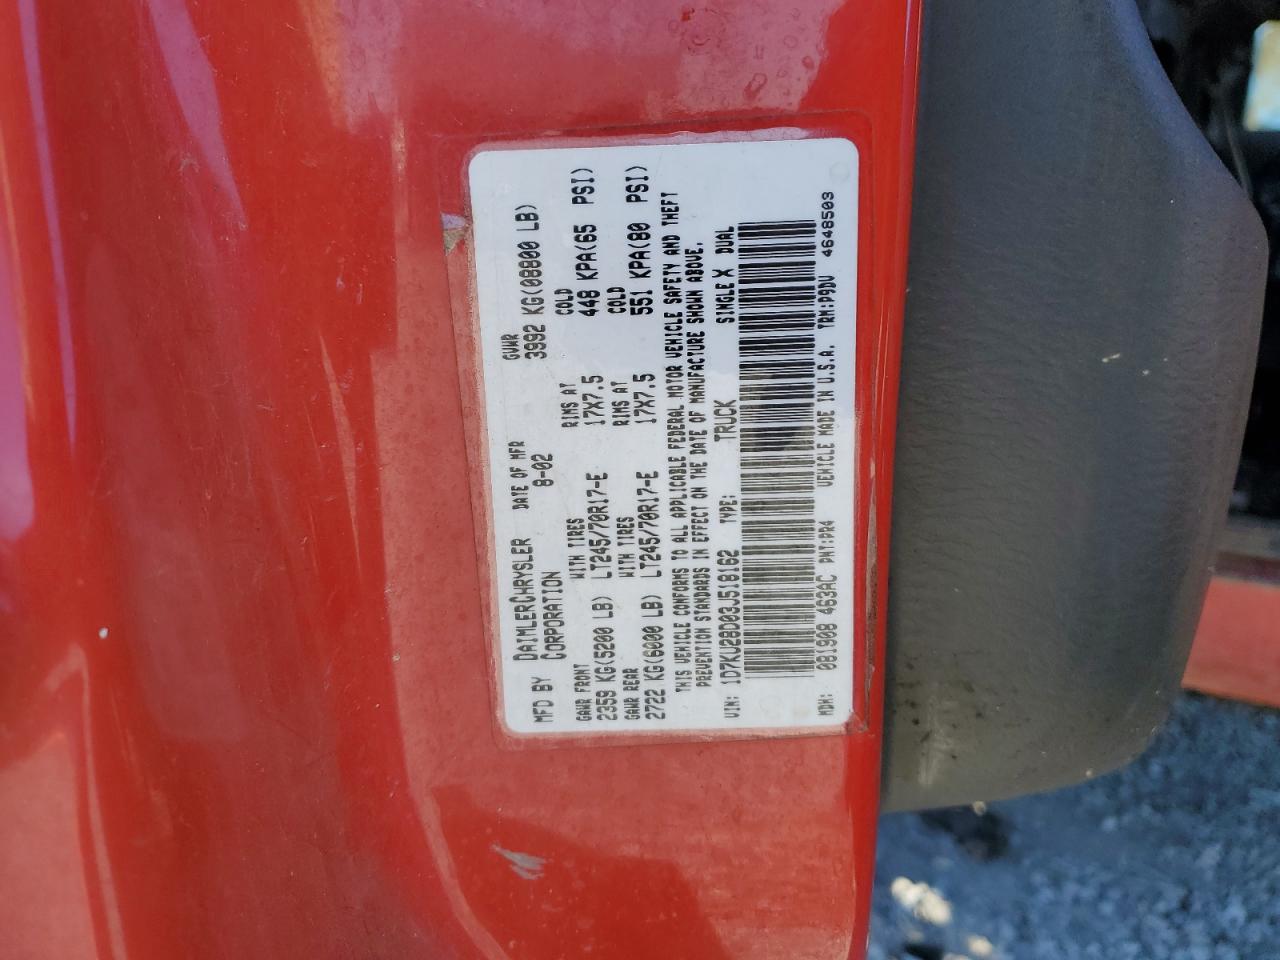 MFD BY DAIMLERCHRYSLER CORPORATION DATE OF MFR 8-02 GVWR 3992 KG(08800 LB)
GAWR FRONT WITH TIRES RIMS AT COLD
2359 KG(5200 LB) LT245/70R17-E 17X7.5 448 KPA(65 PSI)
GAWR REAR WITH TIRES RIMS AT COLD
2722 KG(6000 LB) LT245/70R17-E 17X7.5 551 KPA(80 PSI)
THIS VEHICLE CONFORMS TO ALL APPLICABLE FEDERAL MOTOR VEHICLE SAFETY AND THEFT
PREVENTION STANDARDS IN EFFECT ON THE DATE OF MANUFACTURE SHOWN ABOVE.
VIN: 1D7KU28D03J518162 TYPE: TRUCK SINGLE X DUAL
MDH: 081908 463AC PNT:PR4 VEHICLE MADE IN U.S.A. TRM:P9DV 4648503